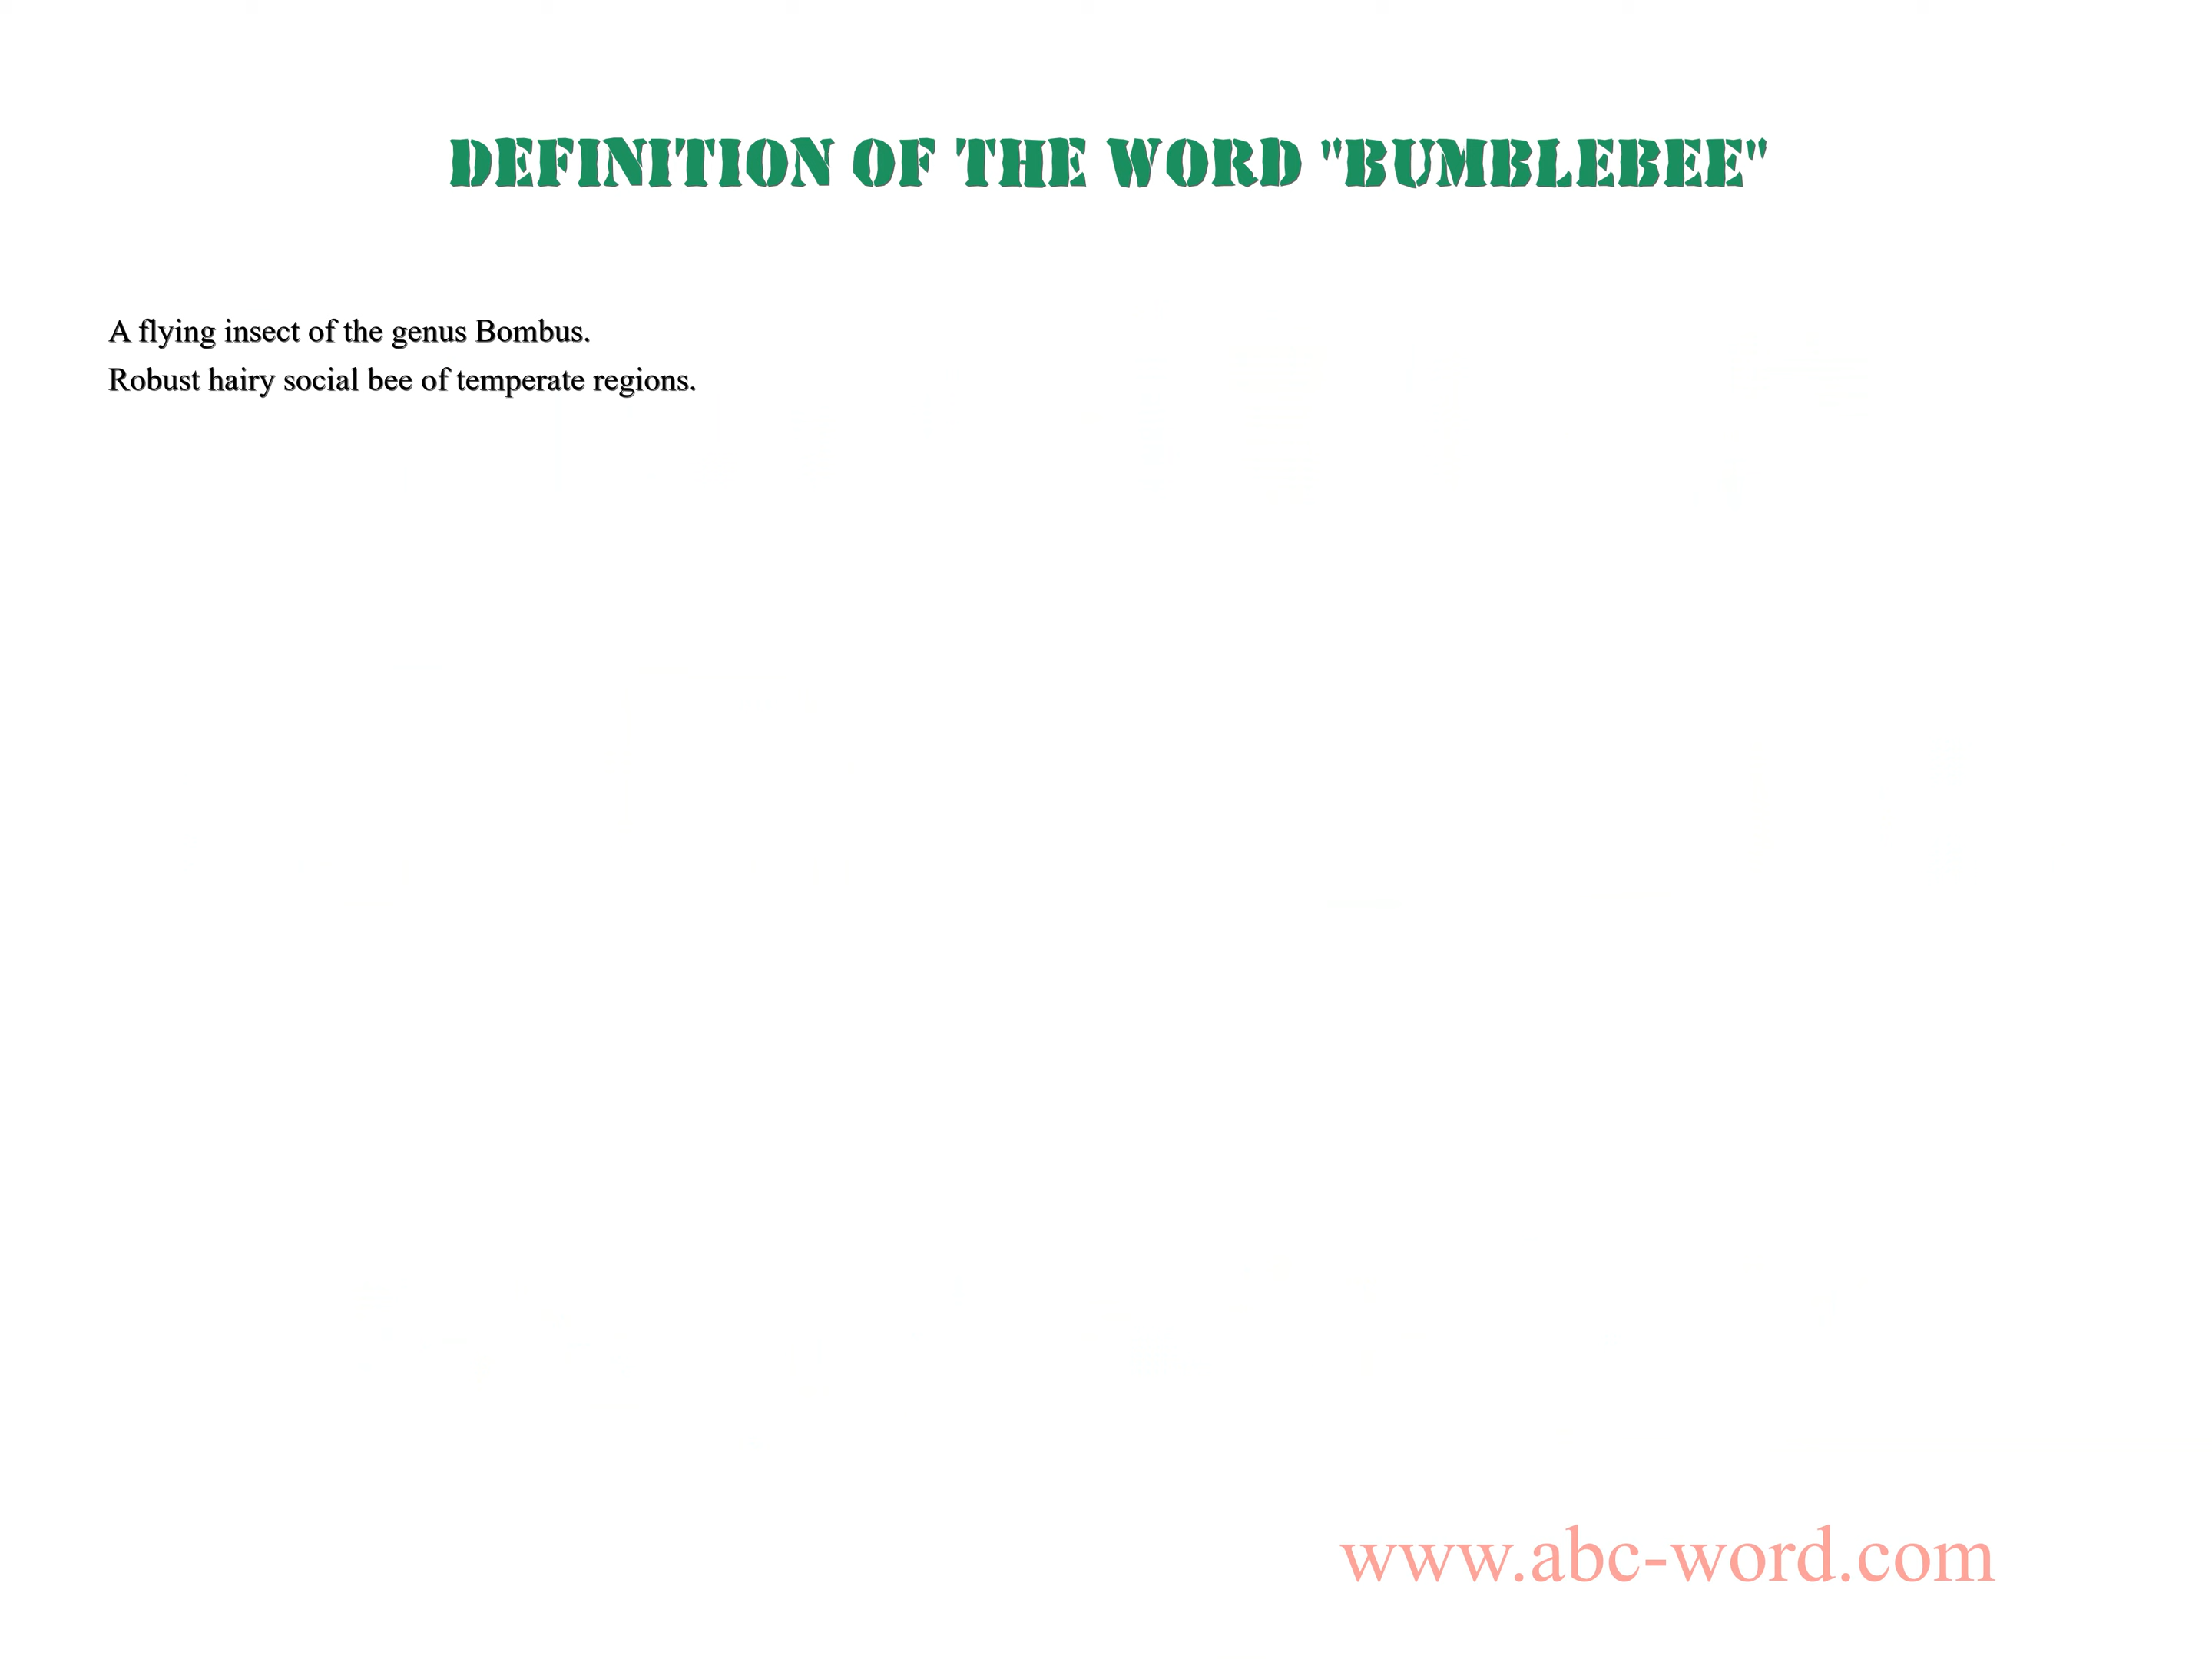 DEFINITION OF THE WORD "BUMBLEBEE"
A flying insect of the genus Bombus.
Robust hairy social bee of temperate regions.
www.abc-word.com